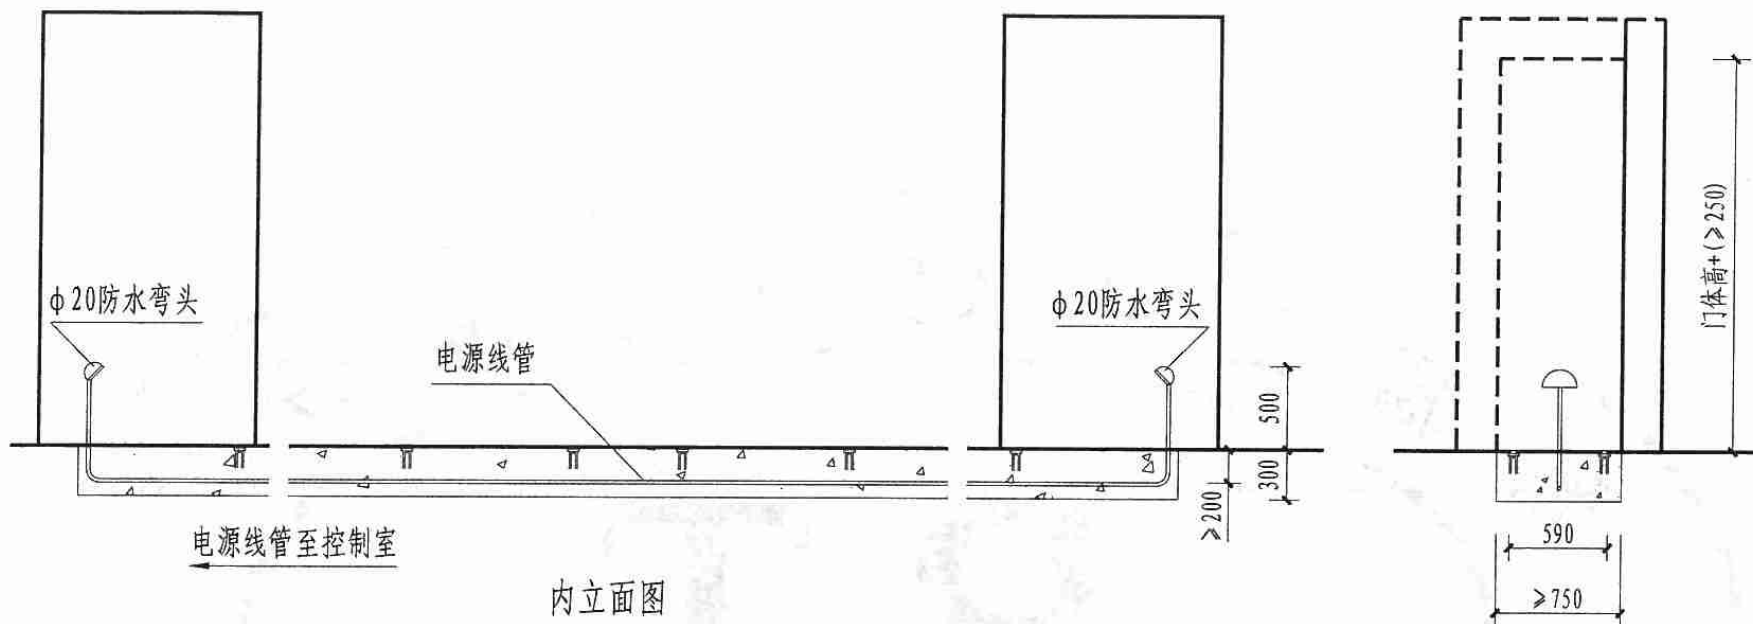 φ20防水弯头
φ20防水弯头
电源线管
门体高+(≥250)
500
300
≥200
电源线管至控制室
590
≥750
内立面图